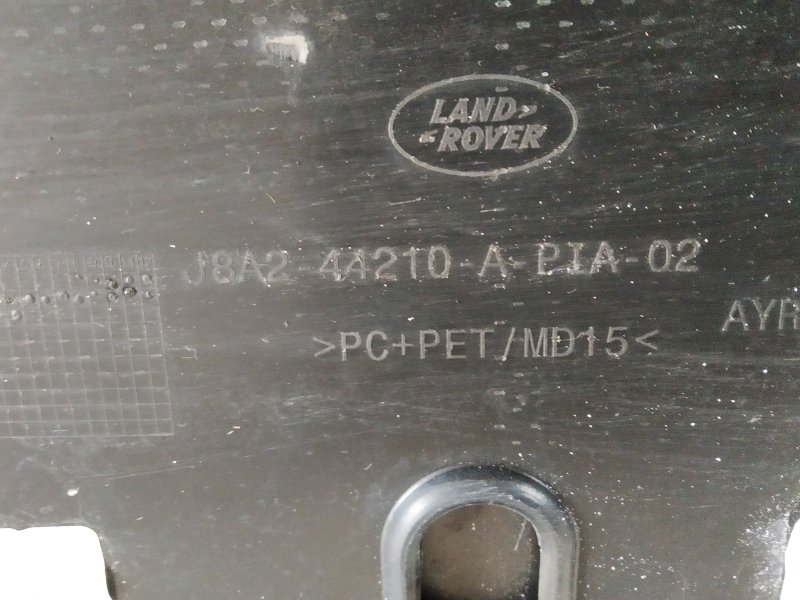 LAND
ROVER
J8A2-44210-A-PIA-02
>PC+PET/MD15<
AYR